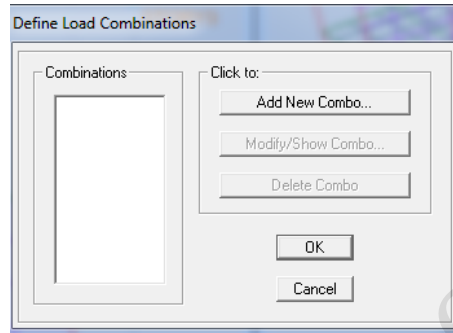 Define Load Combinations
Combinations
Click to:
Add New Combo...
Modify/Show Combo...
Delete Combo
OK
Cancel